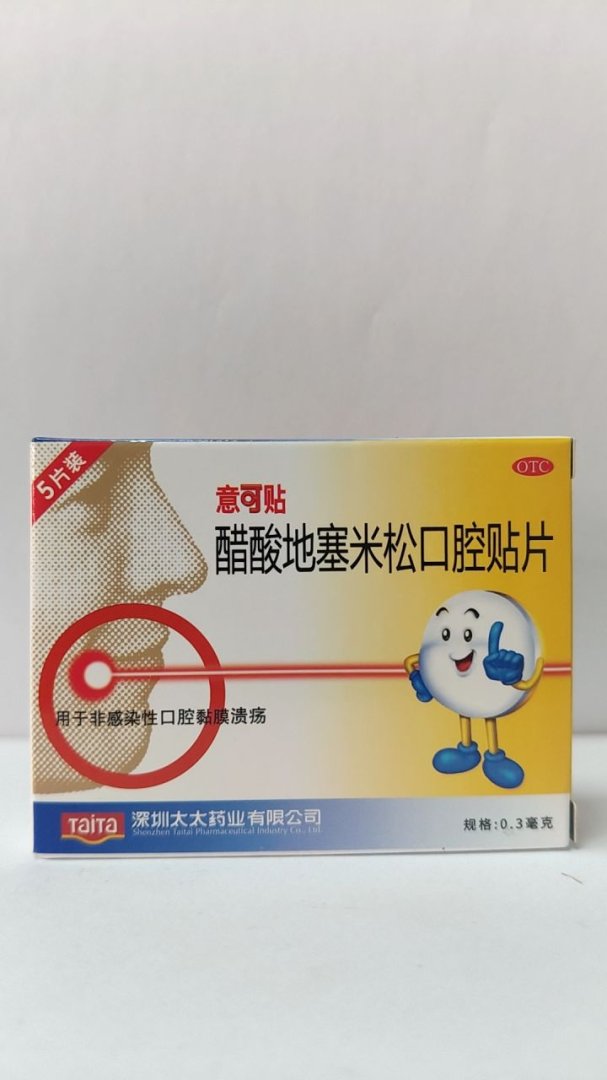 5片装
OTC
意可贴
醋酸地塞米松口腔贴片
用于非感染性口腔黏膜溃疡
TaiTa
深圳太太药业有限公司
Shenzhen Taitai Pharmaceutical Industry Co., Ltd.
规格:0.3毫克